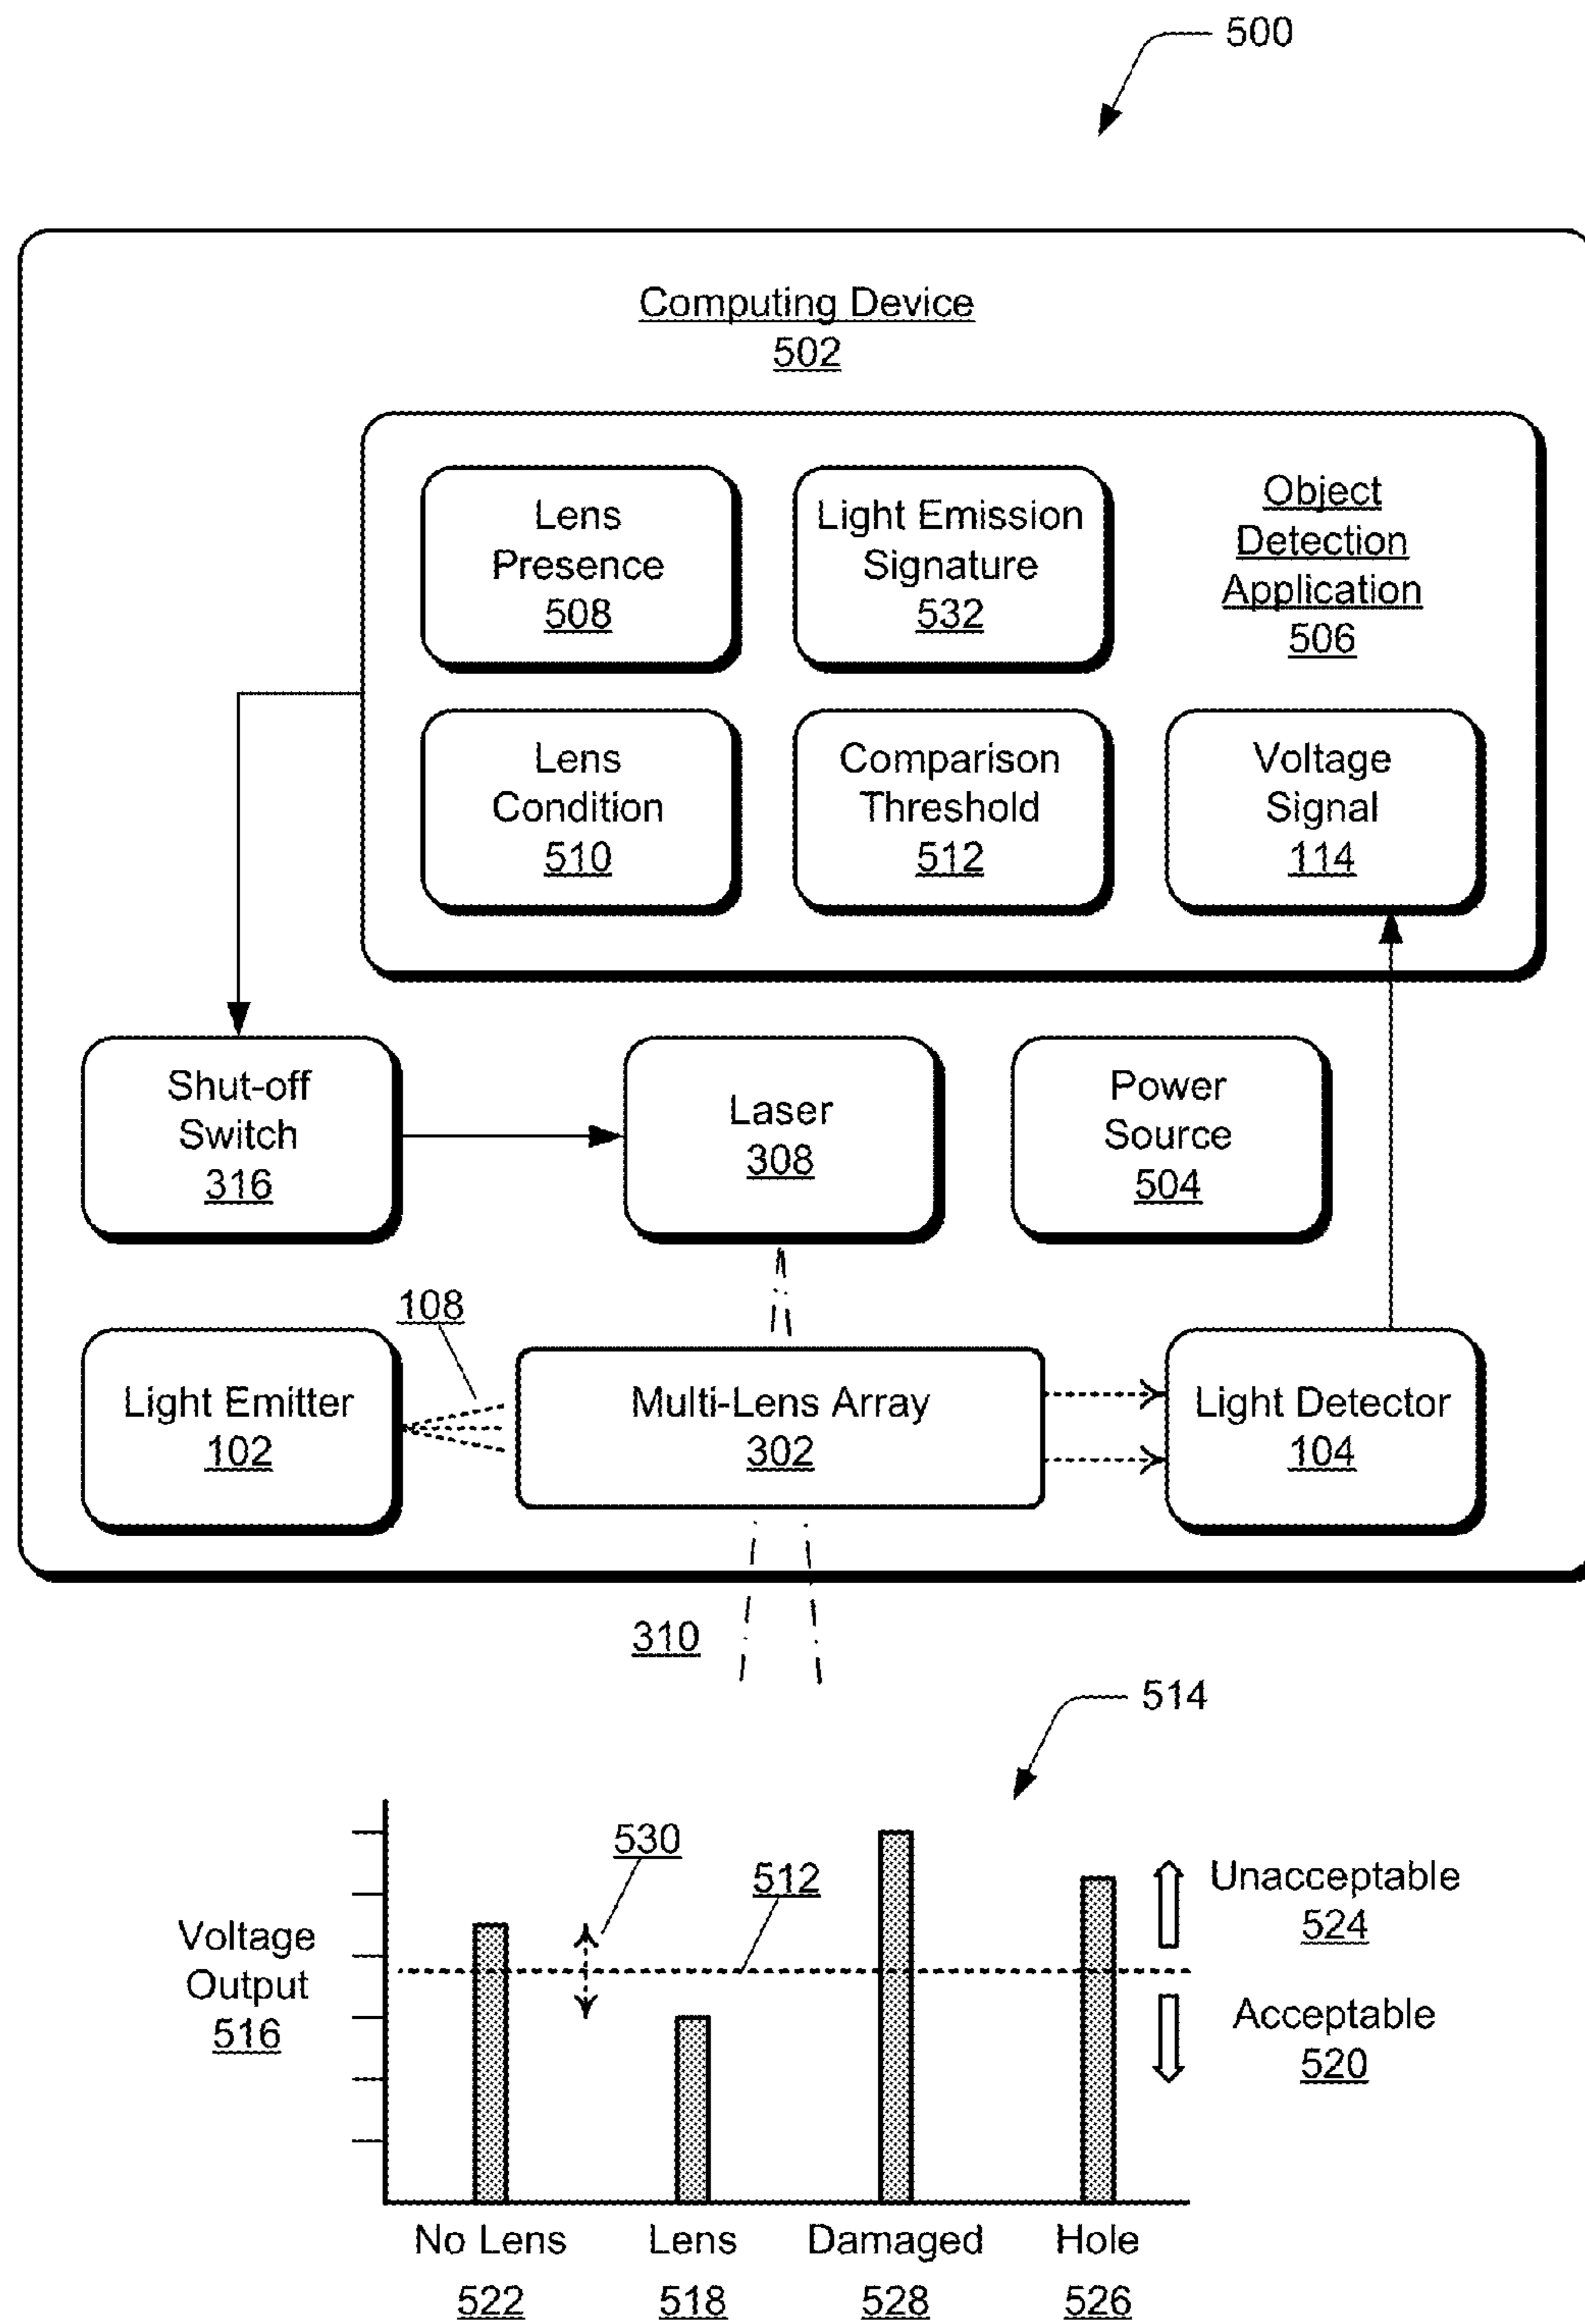 500
Computing Device
502
Lens
Presence
508
Light Emission
Signature
532
Object
Detection
Application
506
Lens
Condition
510
Comparison
Threshold
512
Voltage
Signal
114
Shut-off
Switch
316
Laser
308
Power
Source
504
108
Light Emitter
102
Multi-Lens Array
302
Light Detector
104
310
514
530
512
Voltage
Output
516
Unacceptable
524
Acceptable
520
No Lens
522
Lens
518
Damaged
528
Hole
526